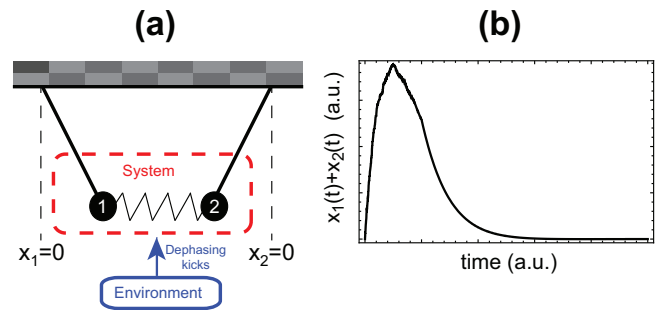 (a)
(b)
System
1
2
x₁=0
x₂=0
Dephasing
kicks
Environment
x₁(t)+x₂(t) (a.u.)
time (a.u.)